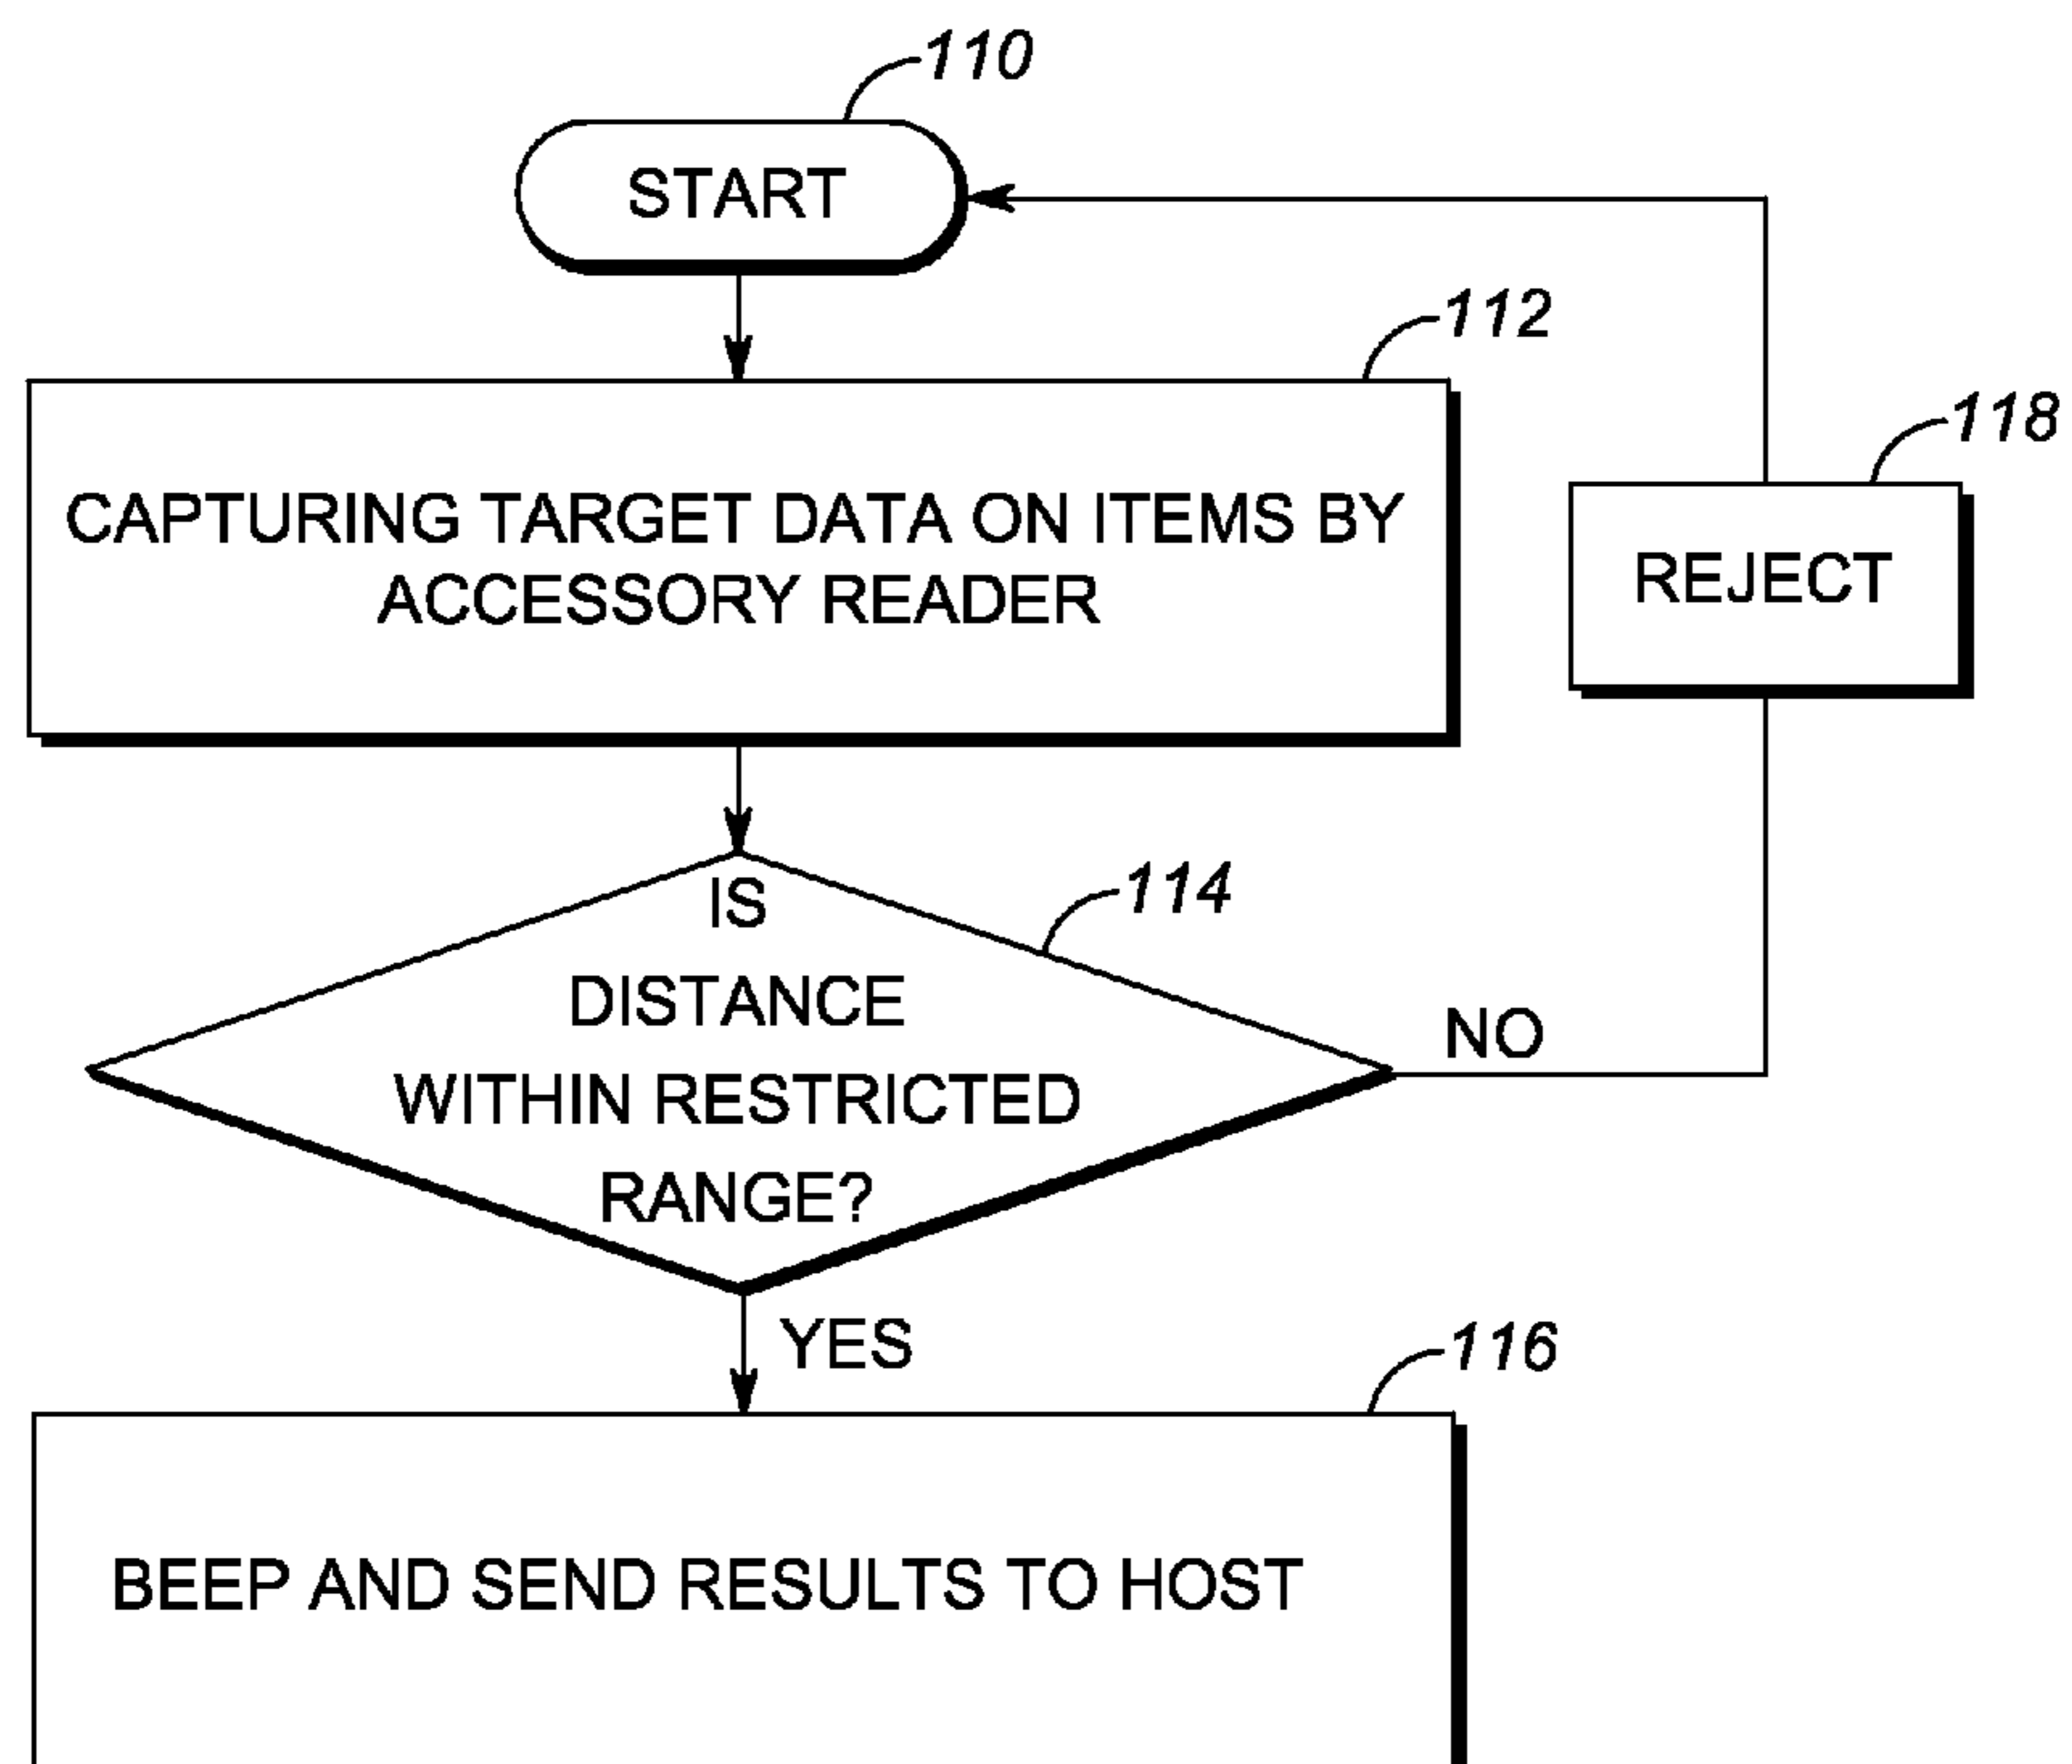 110
START
112
CAPTURING TARGET DATA ON ITEMS BY
ACCESSORY READER
118
REJECT
114
IS
DISTANCE
WITHIN RESTRICTED
RANGE?
NO
YES
116
BEEP AND SEND RESULTS TO HOST